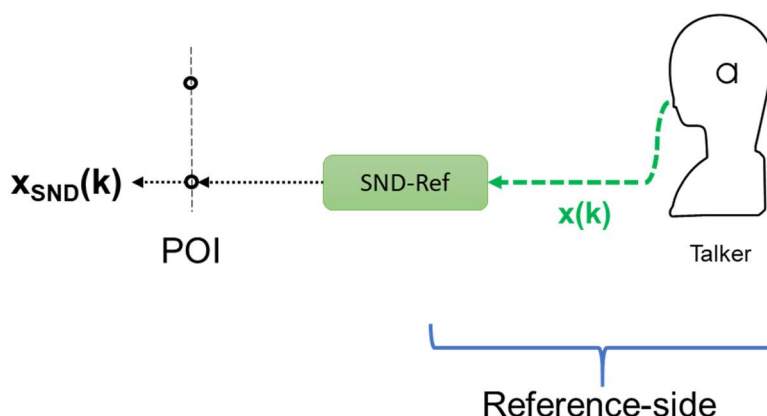 x_SND(k)
SND-Ref
x(k)
POI
Talker
Reference-side